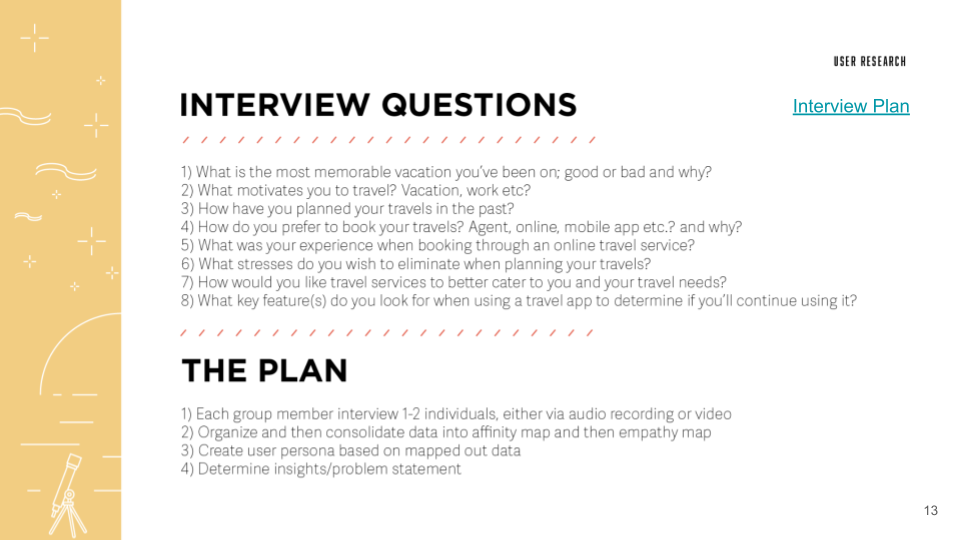 USER RESEARCH
INTERVIEW QUESTIONS
Interview Plan
1) What is the most memorable vacation you've been on; good or bad and why?
2) What motivates you to travel? Vacation, work etc?
3) How have you planned your travels in the past?
4) How do you prefer to book your travels? Agent, online, mobile app etc.? and why?
5) What was your experience when booking through an online travel service?
6) What stresses do you wish to eliminate when planning your travels?
7) How would you like travel services to better cater to you and your travel needs?
8) What key feature(s) do you look for when using a travel app to determine if you'll continue using it?
THE PLAN
1) Each group member interview 1-2 individuals, either via audio recording or video
2) Organize and then consolidate data into affinity map and then empathy map
3) Create user persona based on mapped out data
4) Determine insights/problem statement
13